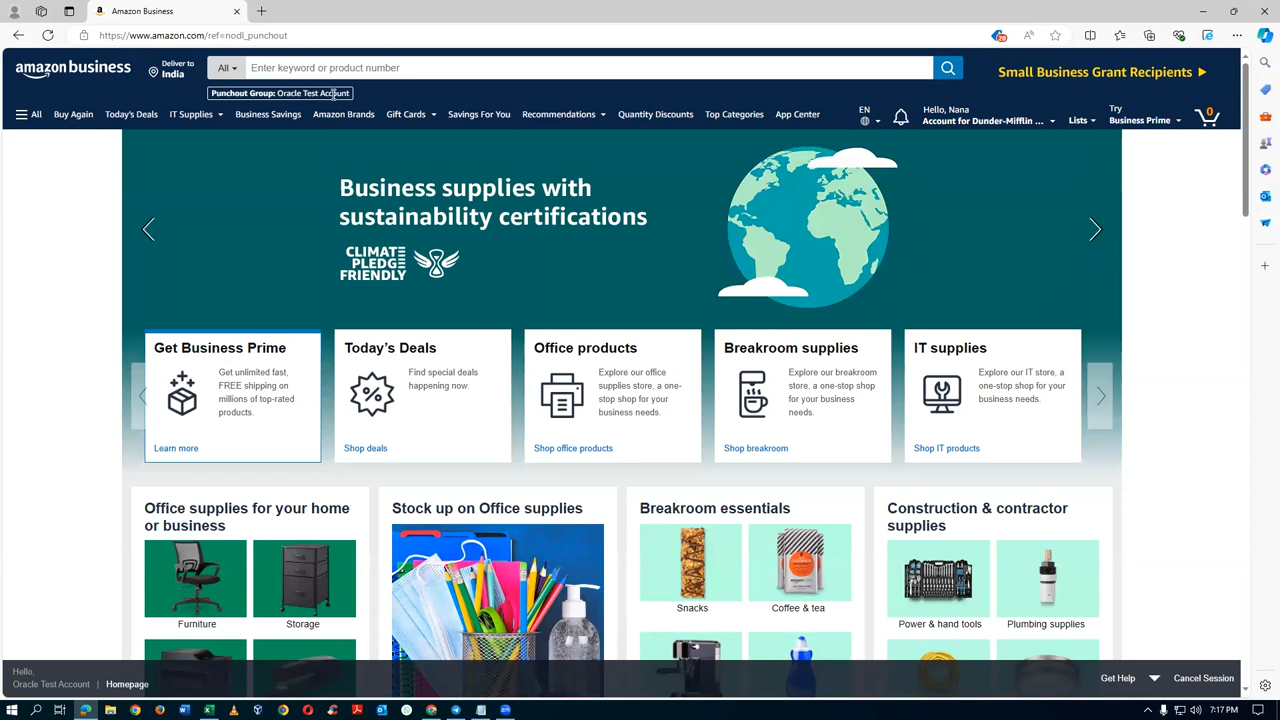 Amazon Business
https://www.amazon.com/ref=nodl_punchout
20
amazon business
Deliver to
India
All
Enter keyword or product number
Small Business Grant Recipients
Punchout Group: Oracle Test Account
All
Buy Again
Today's Deals
IT Supplies
Business Savings
Amazon Brands
Gift Cards
Savings For You
Recommendations
Quantity Discounts
Top Categories
App Center
EN
Hello, Nana
Account for Dunder-Mifflin ...
Lists
Try
Business Prime
0
Business supplies with
sustainability certifications
CLIMATE
PLEDGE
FRIENDLY
Get Business Prime
Get unlimited fast,
FREE shipping on
millions of top-rated
products.
Learn more
Today's Deals
Find special deals
happening now.
Shop deals
Office products
Explore our office
supplies store, a one-
stop shop for your
business needs.
Shop office products
Breakroom supplies
Explore our breakroom
store, a one-stop shop
for your business
needs.
Shop breakroom
IT supplies
Explore our IT store, a
one-stop shop for your
business needs.
Shop IT products
Office supplies for your home
or business
Furniture
Storage
Stock up on Office supplies
Breakroom essentials
Snacks
Coffee & tea
Construction & contractor
supplies
Power & hand tools
Plumbing supplies
Hello,
Oracle Test Account | Homepage
Get Help
Cancel Session
7:17 PM